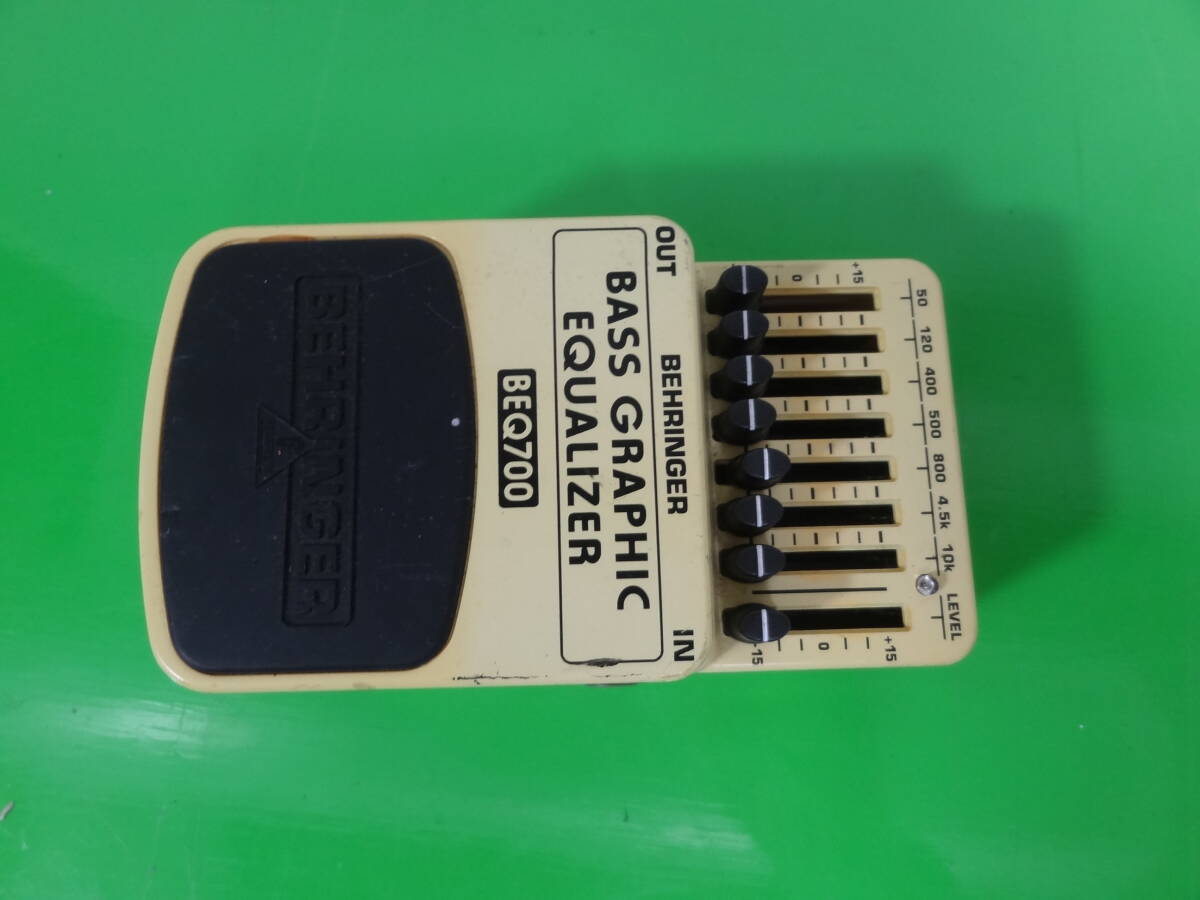 LEVEL 10k 4.5k 800 500 400 120 50
+15 +15
0 0
-15
IN BEHRINGER OUT
BASS GRAPHIC
EQUALIZER
BEQ700
BEHRINGER